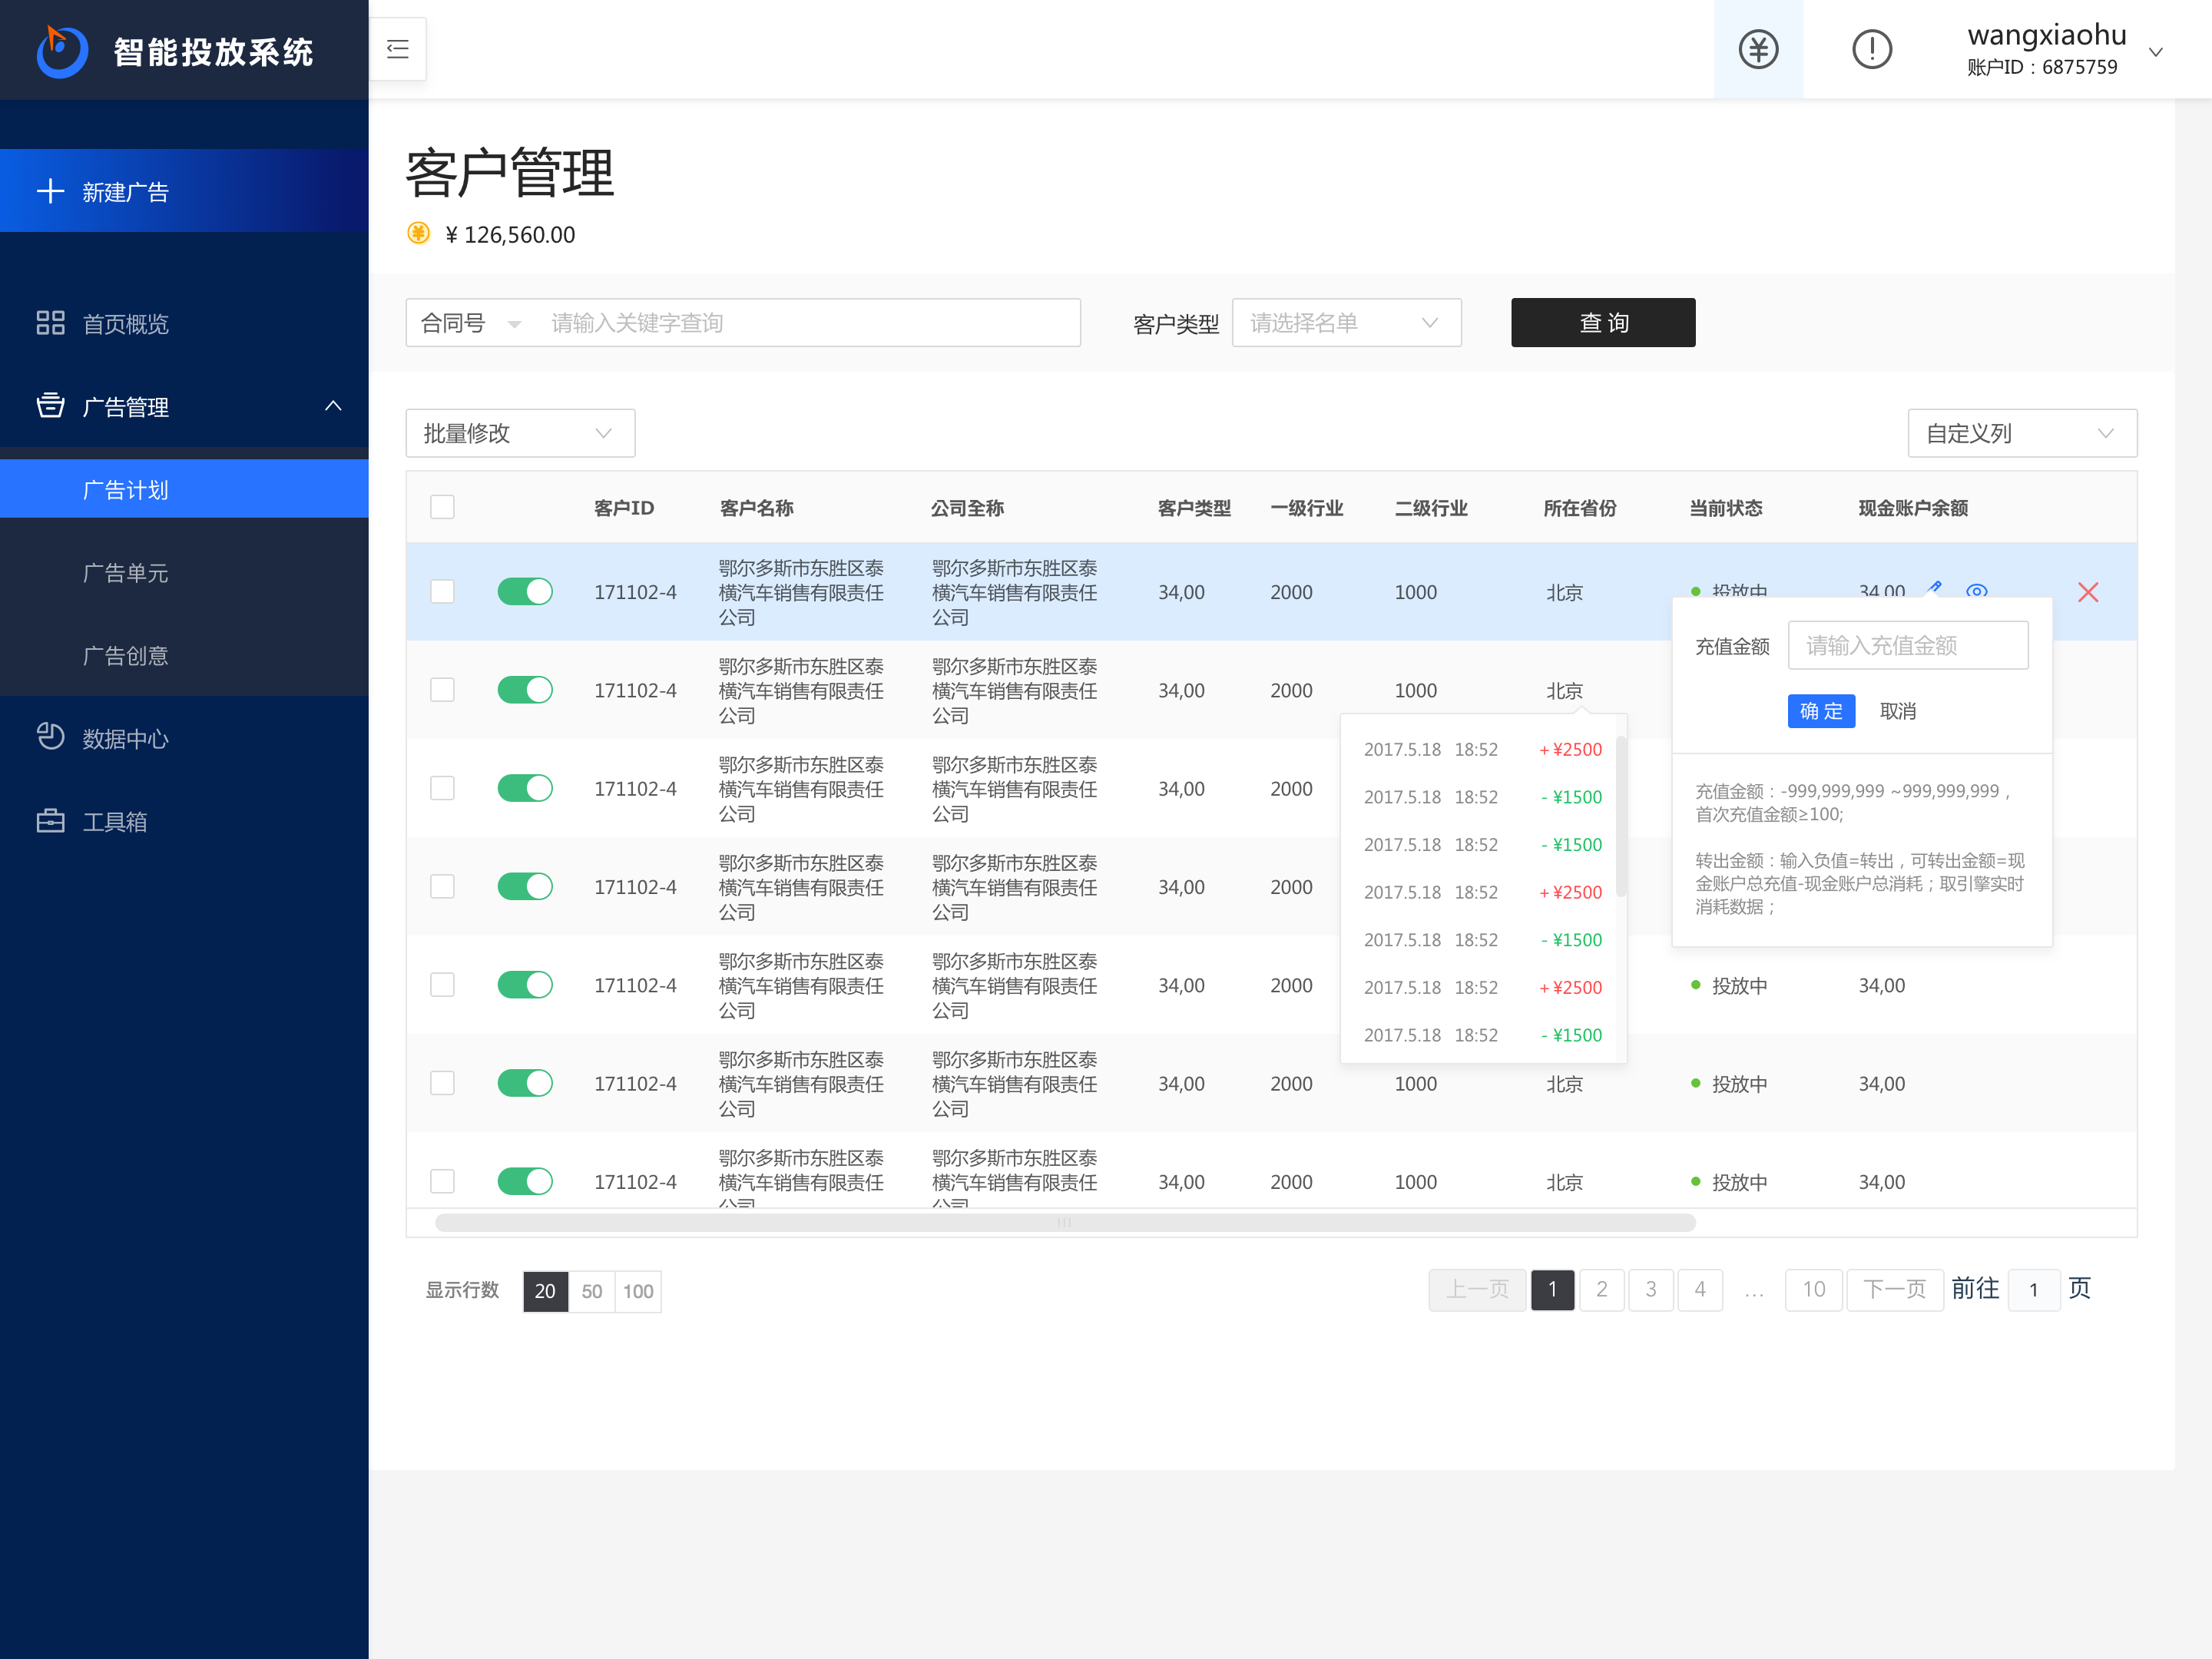 智能投放系统
wangxiaohu
账户ID：6875759
新建广告
首页概览
广告管理
广告计划
广告单元
广告创意
数据中心
工具箱
客户管理
¥ 126,560.00
合同号 请输入关键字查询 客户类型 请选择名单 查 询
批量修改 自定义列
客户ID 客户名称 公司全称 客户类型 一级行业 二级行业 所在省份 当前状态 现金账户余额
鄂尔多斯市东胜区泰 鄂尔多斯市东胜区泰
171102-4 横汽车销售有限责任 横汽车销售有限责任 34,00 2000 1000 北京 投放中 34,00
公司 公司
鄂尔多斯市东胜区泰 鄂尔多斯市东胜区泰
171102-4 横汽车销售有限责任 横汽车销售有限责任 34,00 2000 1000 北京
公司 公司
鄂尔多斯市东胜区泰 鄂尔多斯市东胜区泰
171102-4 横汽车销售有限责任 横汽车销售有限责任 34,00 2000
公司 公司
鄂尔多斯市东胜区泰 鄂尔多斯市东胜区泰
171102-4 横汽车销售有限责任 横汽车销售有限责任 34,00 2000
公司 公司
鄂尔多斯市东胜区泰 鄂尔多斯市东胜区泰
171102-4 横汽车销售有限责任 横汽车销售有限责任 34,00 2000 投放中 34,00
公司 公司
鄂尔多斯市东胜区泰 鄂尔多斯市东胜区泰
171102-4 横汽车销售有限责任 横汽车销售有限责任 34,00 2000 1000 北京 投放中 34,00
公司 公司
鄂尔多斯市东胜区泰 鄂尔多斯市东胜区泰
171102-4 横汽车销售有限责任 横汽车销售有限责任 34,00 2000 1000 北京 投放中 34,00
公司 公司
充值金额 请输入充值金额
确 定 取消
充值金额：-999,999,999 ~999,999,999，
首次充值金额≥100;
转出金额：输入负值=转出，可转出金额=现
金账户总充值-现金账户总消耗；取引擎实时
消耗数据；
2017.5.18 18:52 + ¥2500
2017.5.18 18:52 - ¥1500
2017.5.18 18:52 - ¥1500
2017.5.18 18:52 + ¥2500
2017.5.18 18:52 - ¥1500
2017.5.18 18:52 + ¥2500
2017.5.18 18:52 - ¥1500
显示行数 20 50 100
上一页 1 2 3 4 ... 10 下一页 前往 1 页